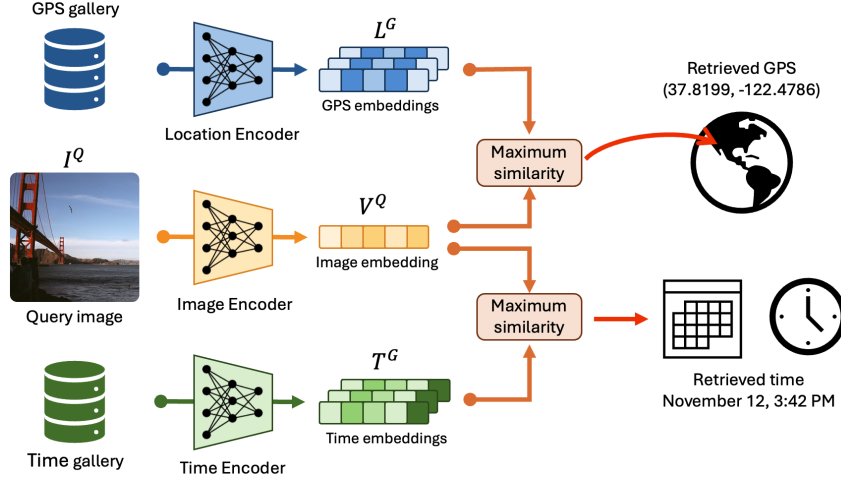 GPS gallery
Location Encoder
L^G
GPS embeddings
Retrieved GPS
(37.8199, -122.4786)
Maximum
similarity
I^Q
Query image
Image Encoder
V^Q
Image embedding
Maximum
similarity
Retrieved time
November 12, 3:42 PM
Time gallery
Time Encoder
T^G
Time embeddings